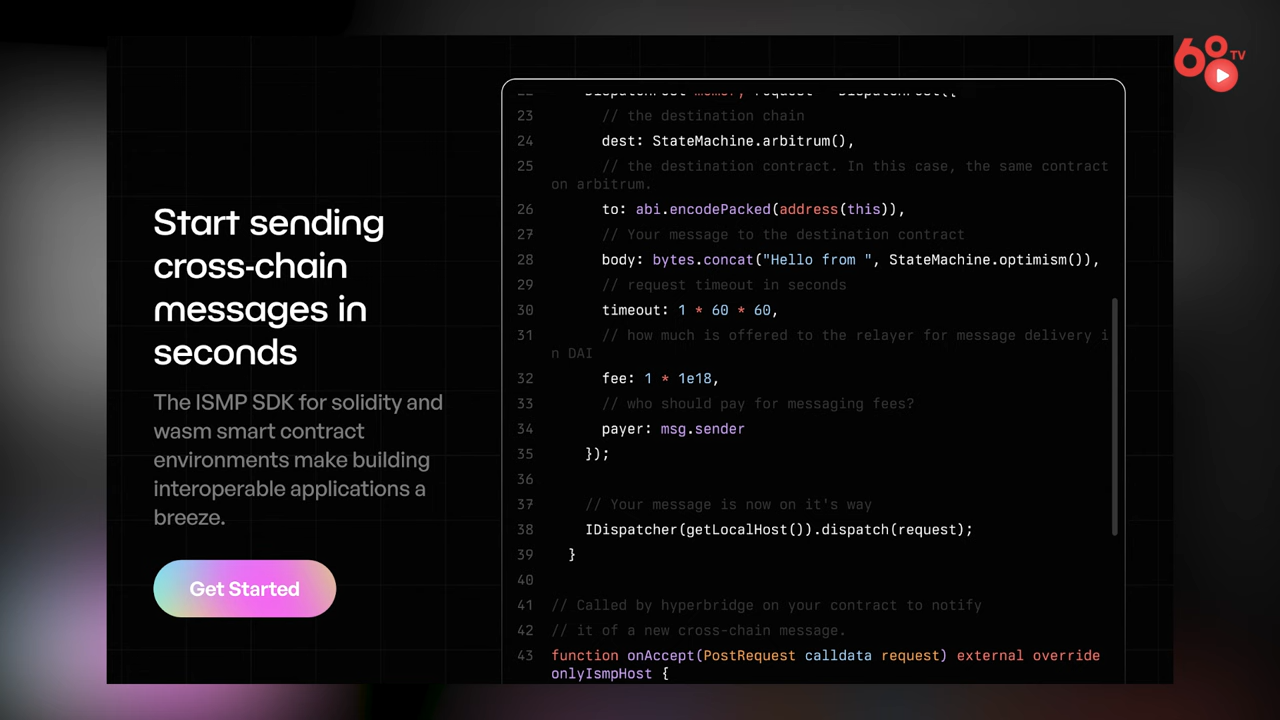 68 TV
Start sending
cross-chain
messages in
seconds
The ISMP SDK for solidity and
wasm smart contract
environments make building
interoperable applications a
breeze.
Get Started
22 DispatchPost memory request = DispatchPost({
23 // the destination chain
24 dest: StateMachine.arbitrum(),
25 // the destination contract. In this case, the same contract
on arbitrum.
26 to: abi.encodePacked(address(this)),
27 // Your message to the destination contract
28 body: bytes.concat("Hello from ", StateMachine.optimism()),
29 // request timeout in seconds
30 timeout: 1 * 60 * 60,
31 // how much is offered to the relayer for message delivery i
n DAI
32 fee: 1 * 1e18,
33 // who should pay for messaging fees?
34 payer: msg.sender
35 });
36
37 // Your message is now on it's way
38 IDispatcher(getLocalHost()).dispatch(request);
39 }
40
41 // Called by hyperbridge on your contract to notify
42 // it of a new cross-chain message.
43 function onAccept(PostRequest calldata request) external override
onlyIsmpHost {